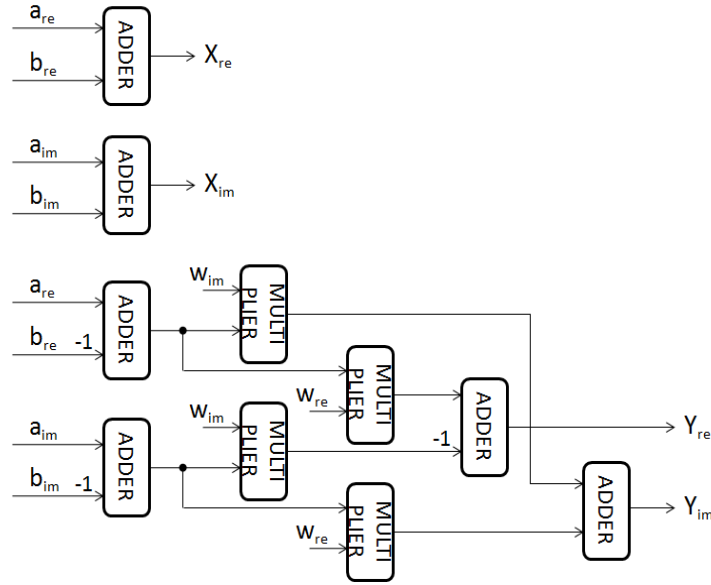 a_re
ADDER
X_re
b_re
a_im
ADDER
X_im
b_im
a_re
w_im
MULTI
PLIER
ADDER
b_re -1
MULTI
PLIER
w_re
a_im
w_im
MULTI
PLIER
ADDER
ADDER
-1
Y_re
b_im -1
MULTI
PLIER
w_re
ADDER
Y_im